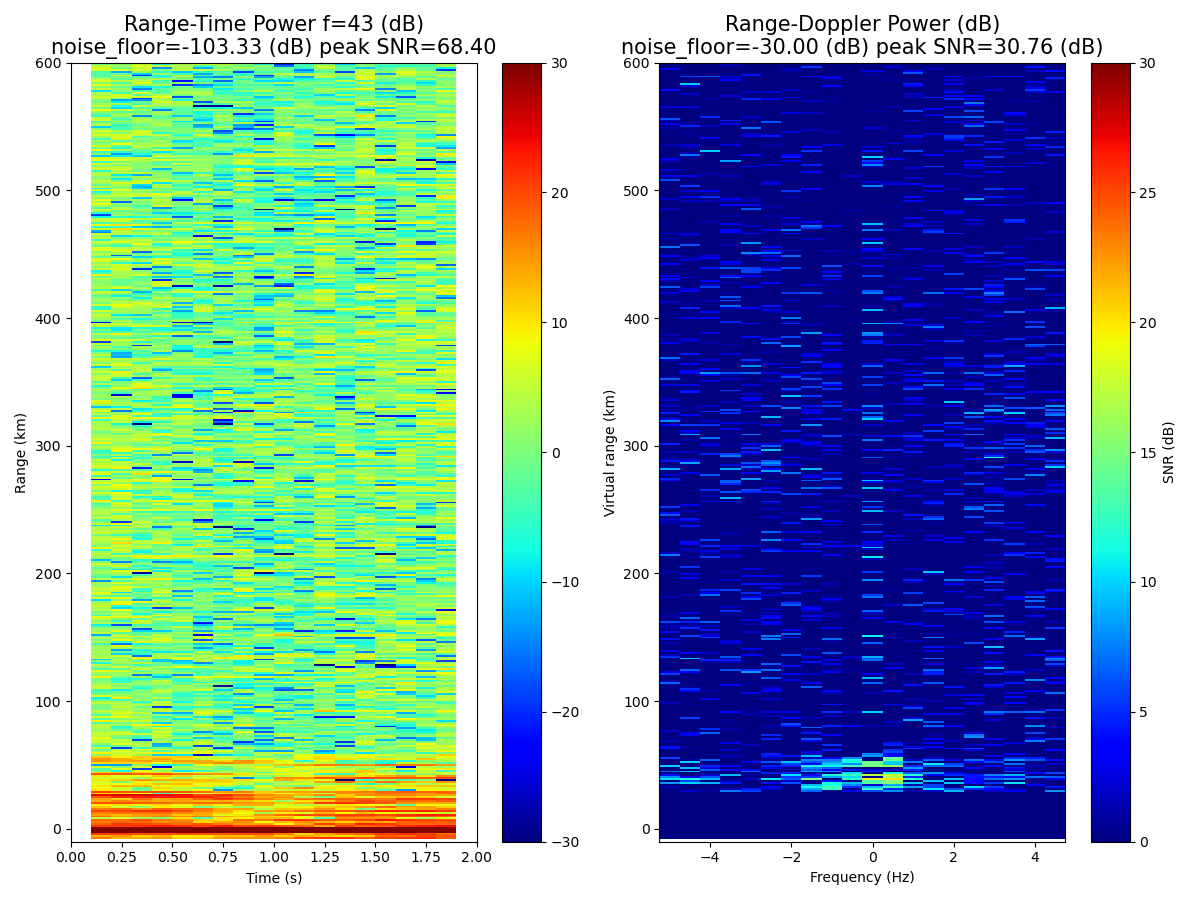 Range-Time Power f=43 (dB)
noise_floor=-103.33 (dB) peak SNR=68.40
600
500
400
300
200
100
0
Range (km)
0.00 0.25 0.50 0.75 1.00 1.25 1.50 1.75 2.00
Time (s)
30
20
10
0
−10
−20
−30
Range-Doppler Power (dB)
noise_floor=-30.00 (dB) peak SNR=30.76 (dB)
600
500
400
300
200
100
0
Virtual range (km)
−4 −2 0 2 4
Frequency (Hz)
30
25
20
15
10
5
0
SNR (dB)